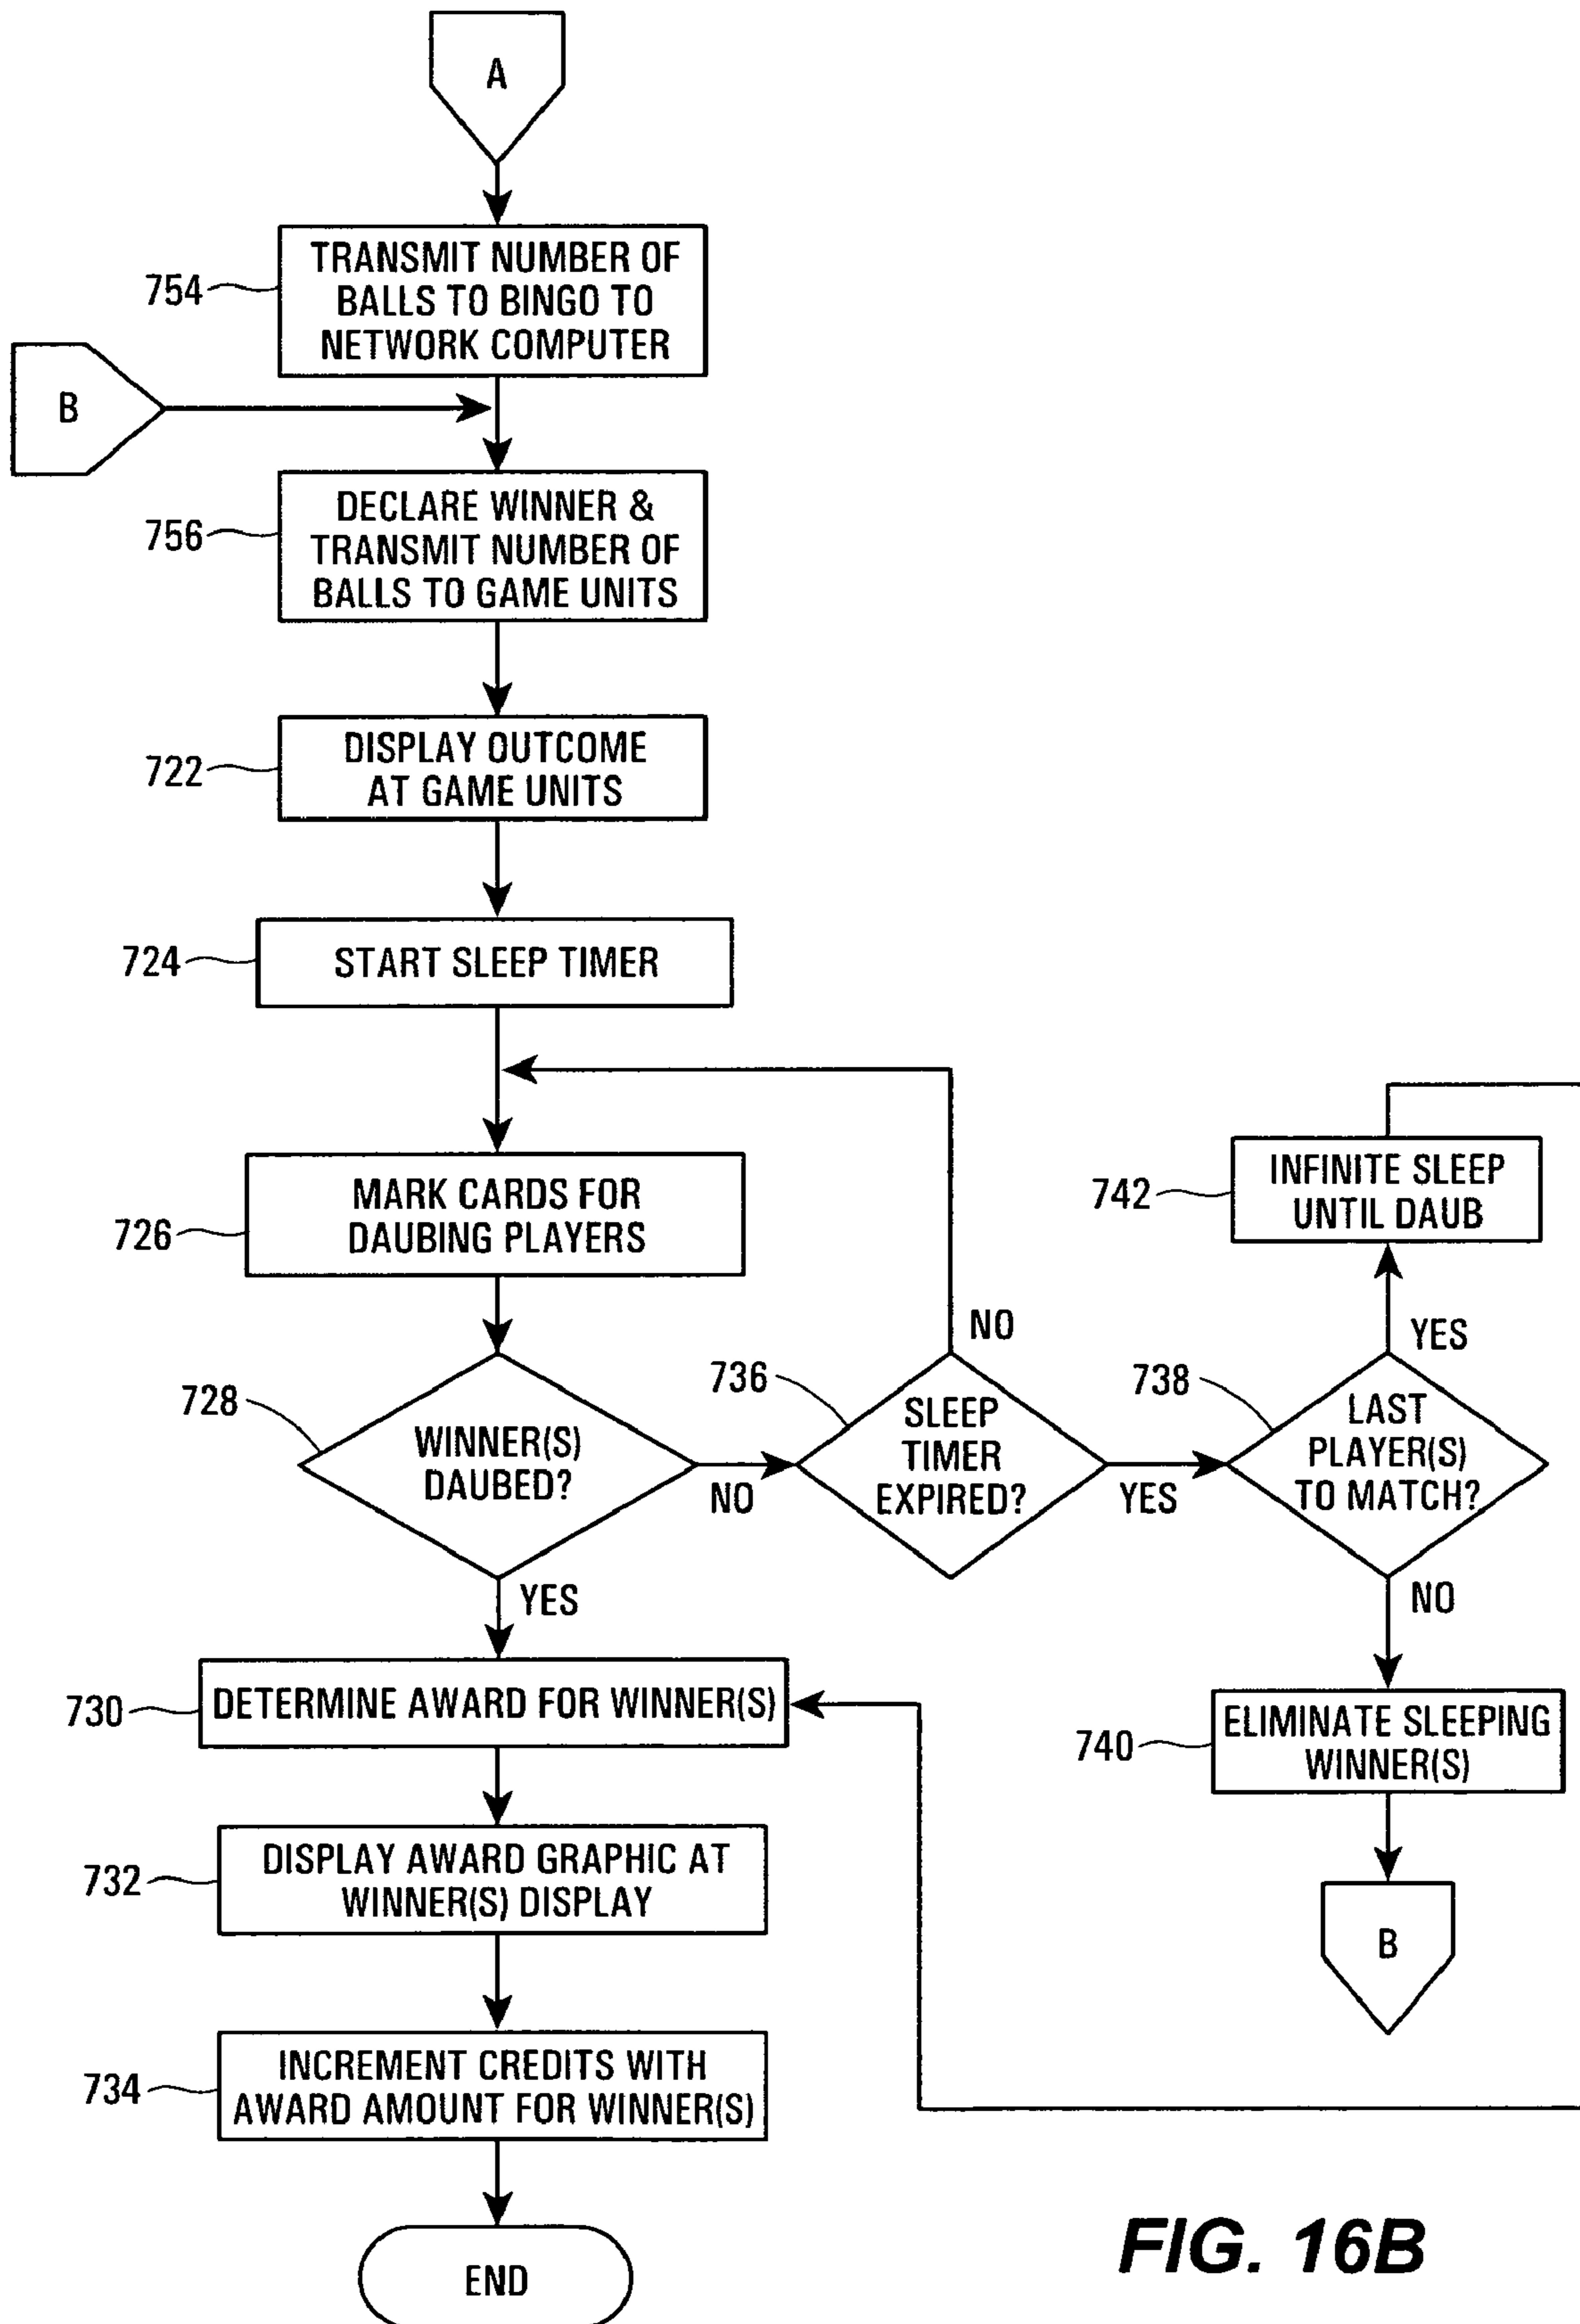 A
754
TRANSMIT NUMBER OF
BALLS TO BINGO TO
NETWORK COMPUTER
B
756
DECLARE WINNER &
TRANSMIT NUMBER OF
BALLS TO GAME UNITS
722
DISPLAY OUTCOME
AT GAME UNITS
724
START SLEEP TIMER
726
MARK CARDS FOR
DAUBING PLAYERS
742
INFINITE SLEEP
UNTIL DAUB
728
WINNER(S)
DAUBED?
NO
YES
736
SLEEP
TIMER
EXPIRED?
NO
YES
738
LAST
PLAYER(S)
TO MATCH?
YES
NO
730
DETERMINE AWARD FOR WINNER(S)
740
ELIMINATE SLEEPING
WINNER(S)
B
732
DISPLAY AWARD GRAPHIC AT
WINNER(S) DISPLAY
734
INCREMENT CREDITS WITH
AWARD AMOUNT FOR WINNER(S)
END
FIG. 16B